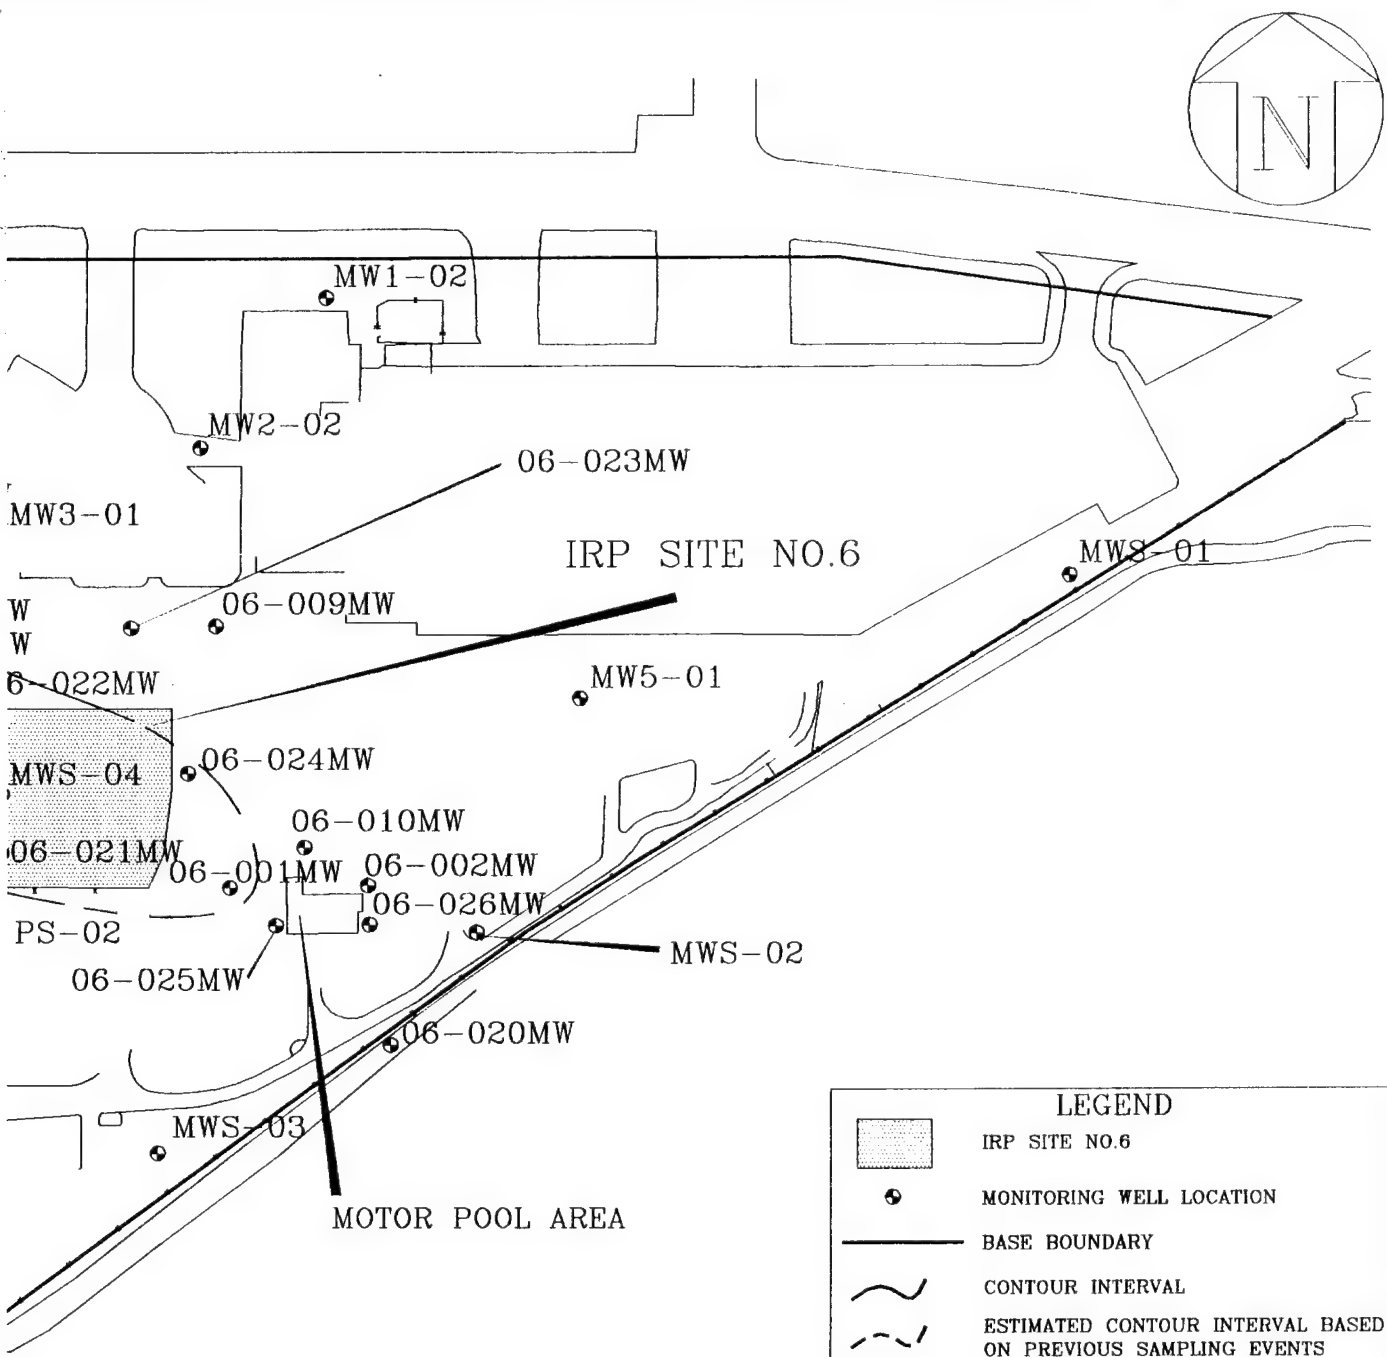 N
MW1-02
MW2-02
06-023MW
MW3-01
IRP SITE NO.6
MWS-01
06-009MW
W
W
6-022MW
MW5-01
06-024MW
MWS-04
06-010MW
06-021MW
06-001MW
06-002MW
06-026MW
PS-02
MWS-02
06-025MW
06-020MW
MWS-03
MOTOR POOL AREA
LEGEND
IRP SITE NO.6
MONITORING WELL LOCATION
BASE BOUNDARY
CONTOUR INTERVAL
ESTIMATED CONTOUR INTERVAL BASED
ON PREVIOUS SAMPLING EVENTS